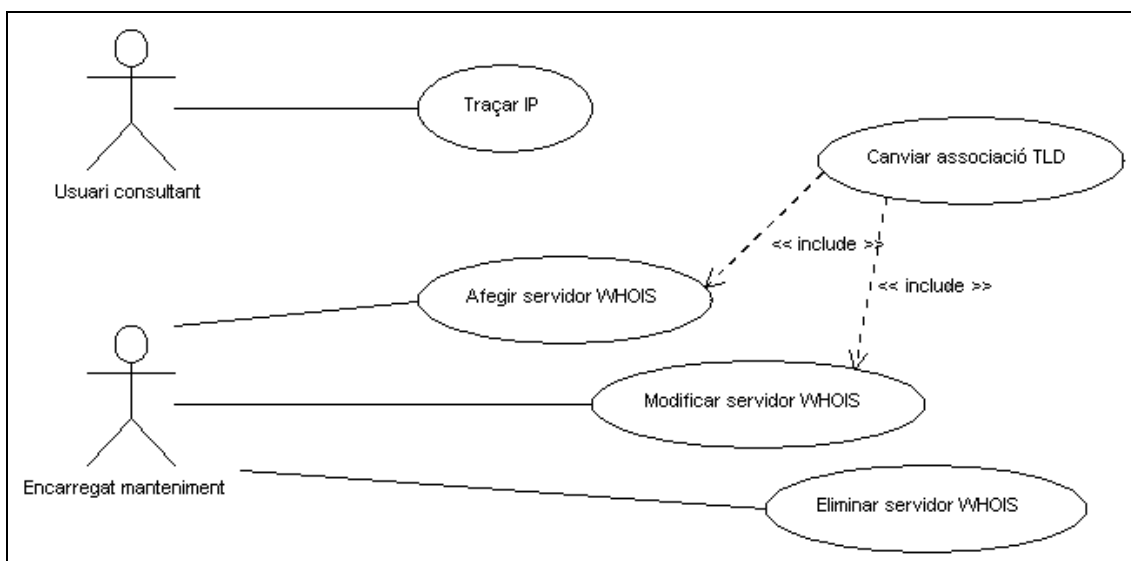 Traçar IP
Canviar associació TLD
Usuari consultant
<< include >>
Afegir servidor WHOIS
<< include >>
Modificar servidor WHOIS
Encarregat manteniment
Eliminar servidor WHOIS